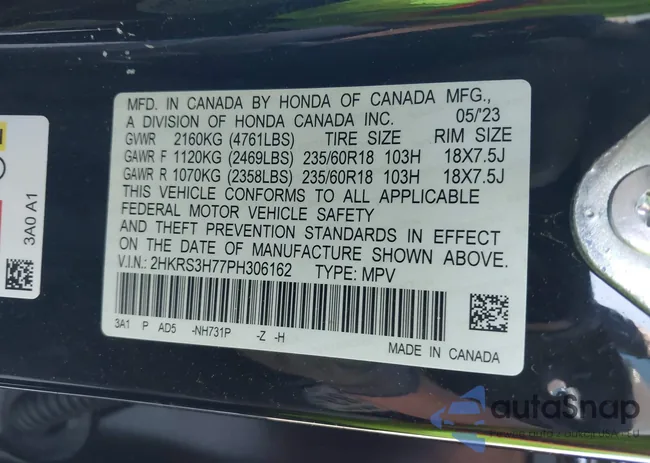 MFD. IN CANADA BY HONDA OF CANADA MFG.,
A DIVISION OF HONDA CANADA INC. 05/'23
GVWR 2160KG (4761LBS) TIRE SIZE RIM SIZE
GAWR F 1120KG (2469LBS) 235/60R18 103H 18X7.5J
GAWR R 1070KG (2358LBS) 235/60R18 103H 18X7.5J
THIS VEHICLE CONFORMS TO ALL APPLICABLE
FEDERAL MOTOR VEHICLE SAFETY
AND THEFT PREVENTION STANDARDS IN EFFECT
ON THE DATE OF MANUFACTURE SHOWN ABOVE.
V.I.N.: 2HKRS3H77PH306162 TYPE: MPV
3A1 P AD5 -NH731P -Z -H
MADE IN CANADA
3A0 A1
autoSnap